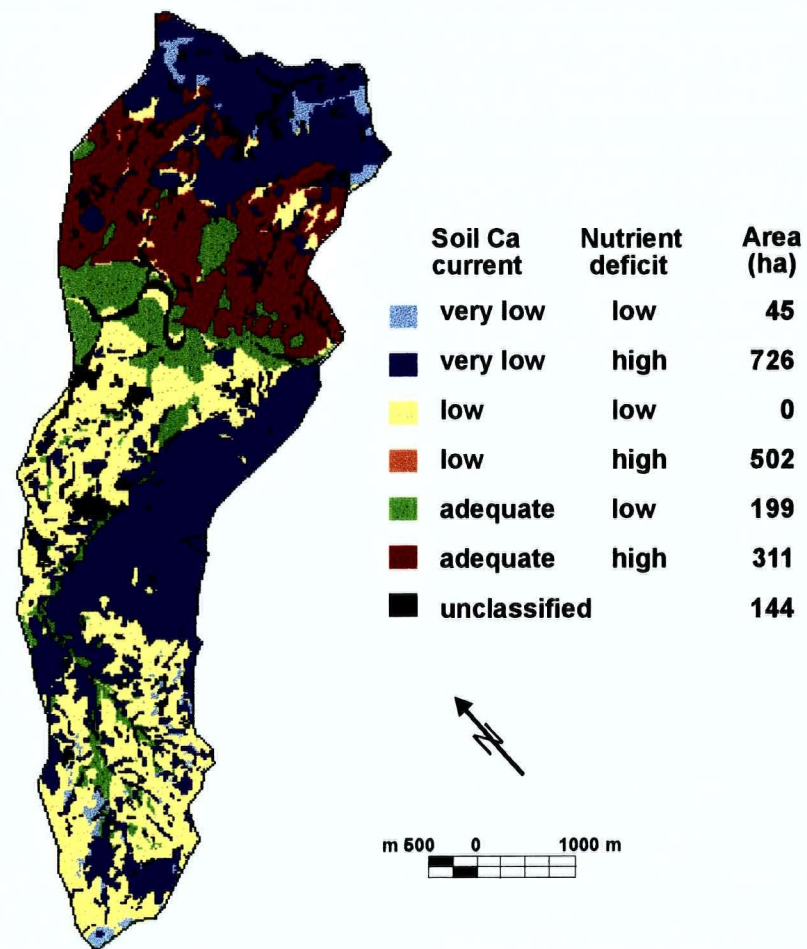 Soil Ca current Nutrient deficit Area (ha)
very low low 45
very low high 726
low low 0
low high 502
adequate low 199
adequate high 311
unclassified 144
N
m 500 0 1000 m